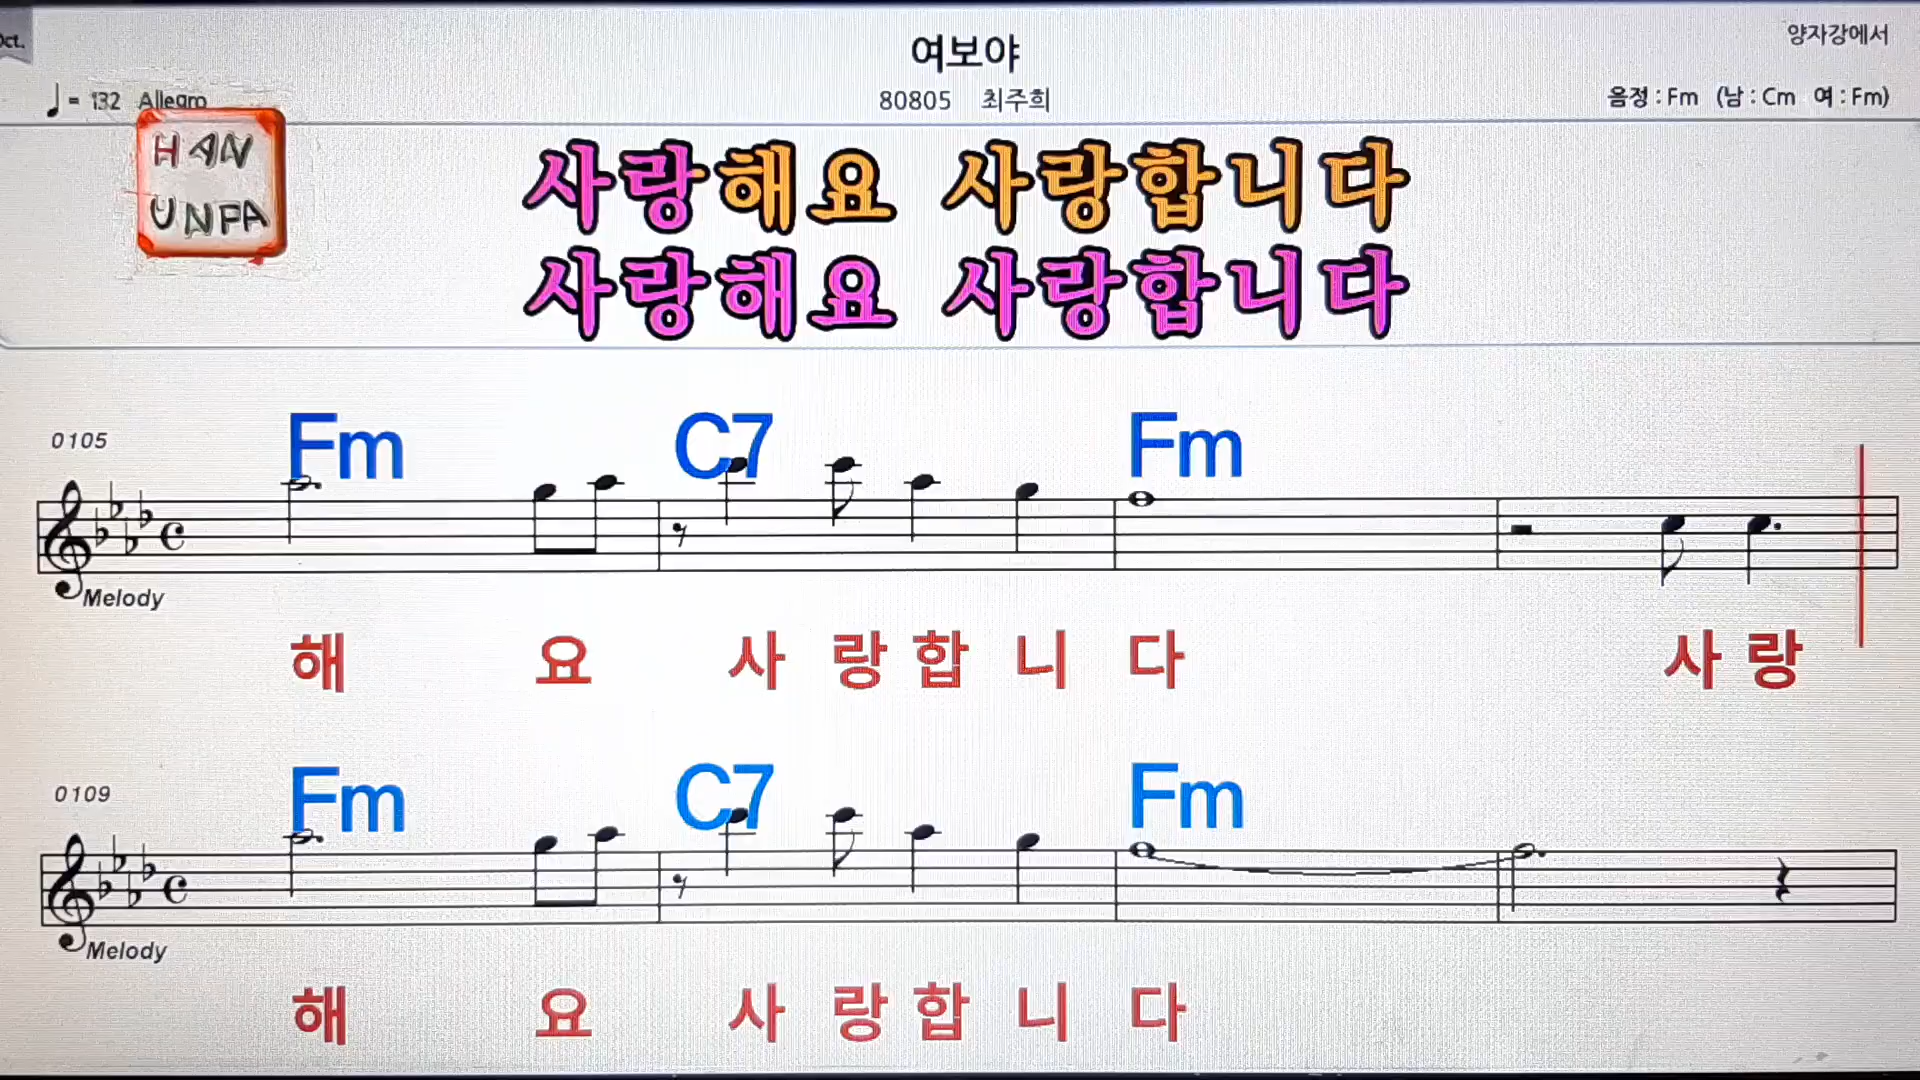 Oct.
여보야
양자강에서
♩= 132 Allegro
80805 최주희
음정 : Fm (남 : Cm 여 : Fm)
HAN
UNPA
사랑해요 사랑합니다
사랑해요 사랑합니다
0105
Fm C7 Fm
Melody
해 요 사 랑 합 니 다 사 랑
0109
Fm C7 Fm
Melody
해 요 사 랑 합 니 다